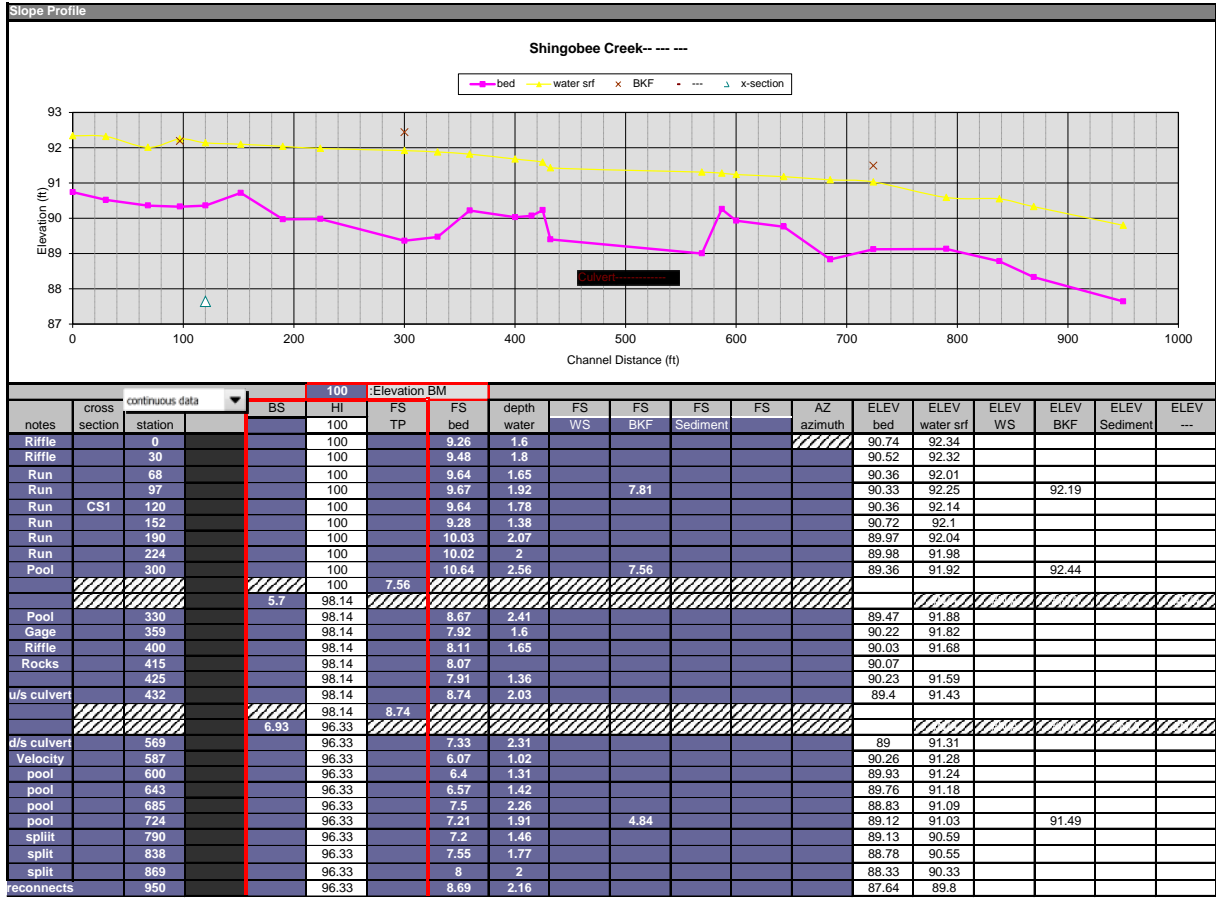 Slope Profile
Shingobee Creek-- --- ---
bed water srf BKF --- x-section
93
92
91
90
89
88
87
Elevation (ft)
Culvert--------------
0 100 200 300 400 500 600 700 800 900 1000
Channel Distance (ft)
100 :Elevation BM
continuous data
cross BS HI FS FS depth FS FS FS FS AZ ELEV ELEV ELEV ELEV ELEV ELEV
notes section station 100 TP bed water WS BKF Sediment azimuth bed water srf WS BKF Sediment ---
Riffle 0 100 9.26 1.6 90.74 92.34
Riffle 30 100 9.48 1.8 90.52 92.32
Run 68 100 9.64 1.65 90.36 92.01
Run 97 100 9.67 1.92 7.81 90.33 92.25 92.19
Run CS1 120 100 9.64 1.78 90.36 92.14
Run 152 100 9.28 1.38 90.72 92.1
Run 190 100 10.03 2.07 89.97 92.04
Run 224 100 10.02 2 89.98 91.98
Pool 300 100 10.64 2.56 7.56 89.36 91.92 92.44
100 7.56
5.7 98.14
Pool 330 98.14 8.67 2.41 89.47 91.88
Gage 359 98.14 7.92 1.6 90.22 91.82
Riffle 400 98.14 8.11 1.65 90.03 91.68
Rocks 415 98.14 8.07 90.07
425 98.14 7.91 1.36 90.23 91.59
u/s culvert 432 98.14 8.74 2.03 89.4 91.43
98.14 8.74
6.93 96.33
d/s culvert 569 96.33 7.33 2.31 89 91.31
Velocity 587 96.33 6.07 1.02 90.26 91.28
pool 600 96.33 6.4 1.31 89.93 91.24
pool 643 96.33 6.57 1.42 89.76 91.18
pool 685 96.33 7.5 2.26 88.83 91.09
pool 724 96.33 7.21 1.91 4.84 89.12 91.03 91.49
spliit 790 96.33 7.2 1.46 89.13 90.59
split 838 96.33 7.55 1.77 88.78 90.55
split 869 96.33 8 2 88.33 90.33
reconnects 950 96.33 8.69 2.16 87.64 89.8